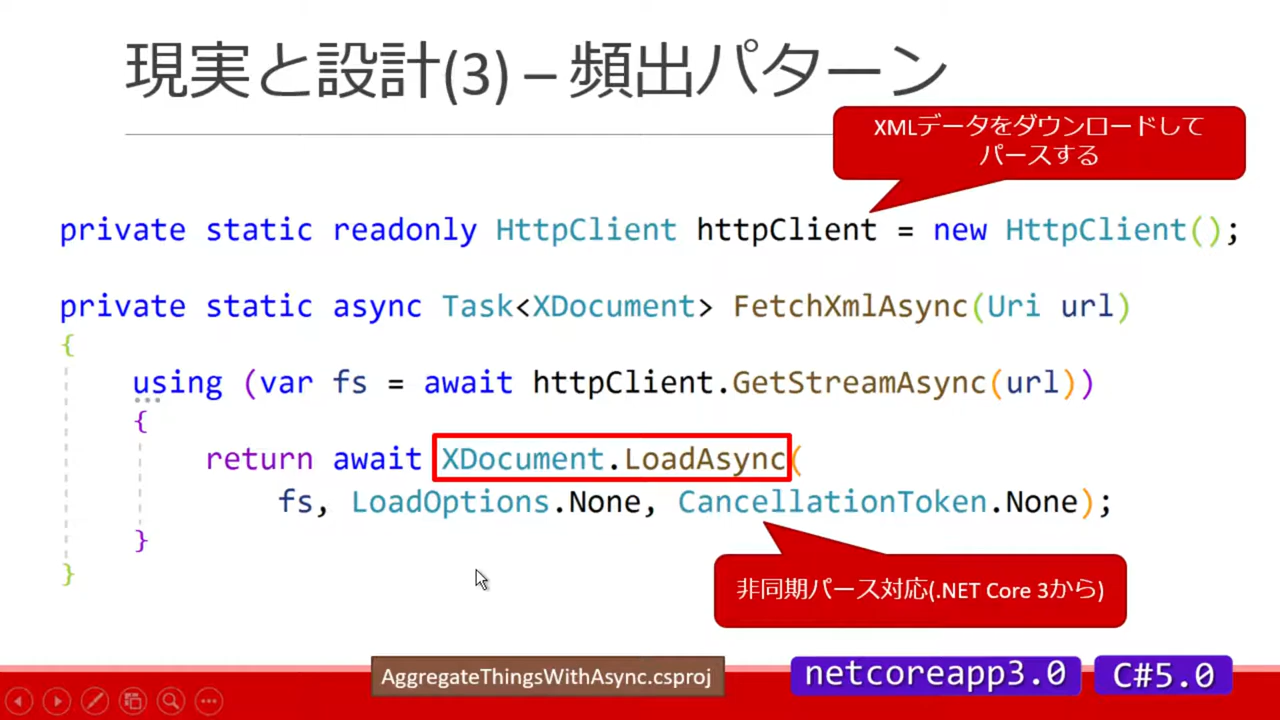 現実と設計(3) – 頻出パターン
XMLデータをダウンロードして
パースする
private static readonly HttpClient httpClient = new HttpClient();
private static async Task<XDocument> FetchXmlAsync(Uri url)
{
using (var fs = await httpClient.GetStreamAsync(url))
{
return await XDocument.LoadAsync(
fs, LoadOptions.None, CancellationToken.None);
}
}
非同期パース対応(.NET Core 3から)
AggregateThingsWithAsync.csproj
netcoreapp3.0
C#5.0